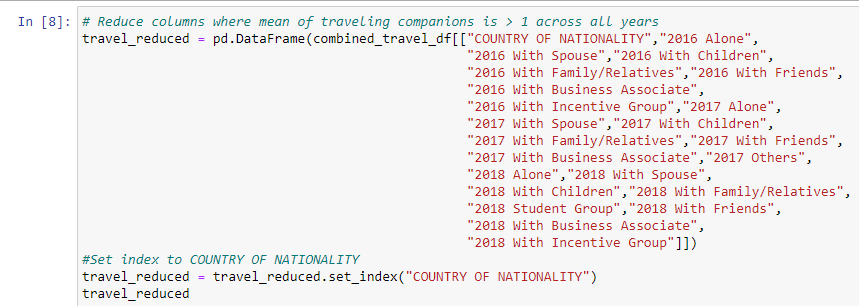 In [8]: # Reduce columns where mean of traveling companions is > 1 across all years
travel_reduced = pd.DataFrame(combined_travel_df[["COUNTRY OF NATIONALITY","2016 Alone",
"2016 With Spouse","2016 With Children",
"2016 With Family/Relatives","2016 With Friends",
"2016 With Business Associate",
"2016 With Incentive Group","2017 Alone",
"2017 With Spouse","2017 With Children",
"2017 With Family/Relatives","2017 With Friends",
"2017 With Business Associate","2017 Others",
"2018 Alone","2018 With Spouse",
"2018 With Children","2018 With Family/Relatives",
"2018 Student Group","2018 With Friends",
"2018 With Business Associate",
"2018 With Incentive Group"]])
#Set index to COUNTRY OF NATIONALITY
travel_reduced = travel_reduced.set_index("COUNTRY OF NATIONALITY")
travel_reduced